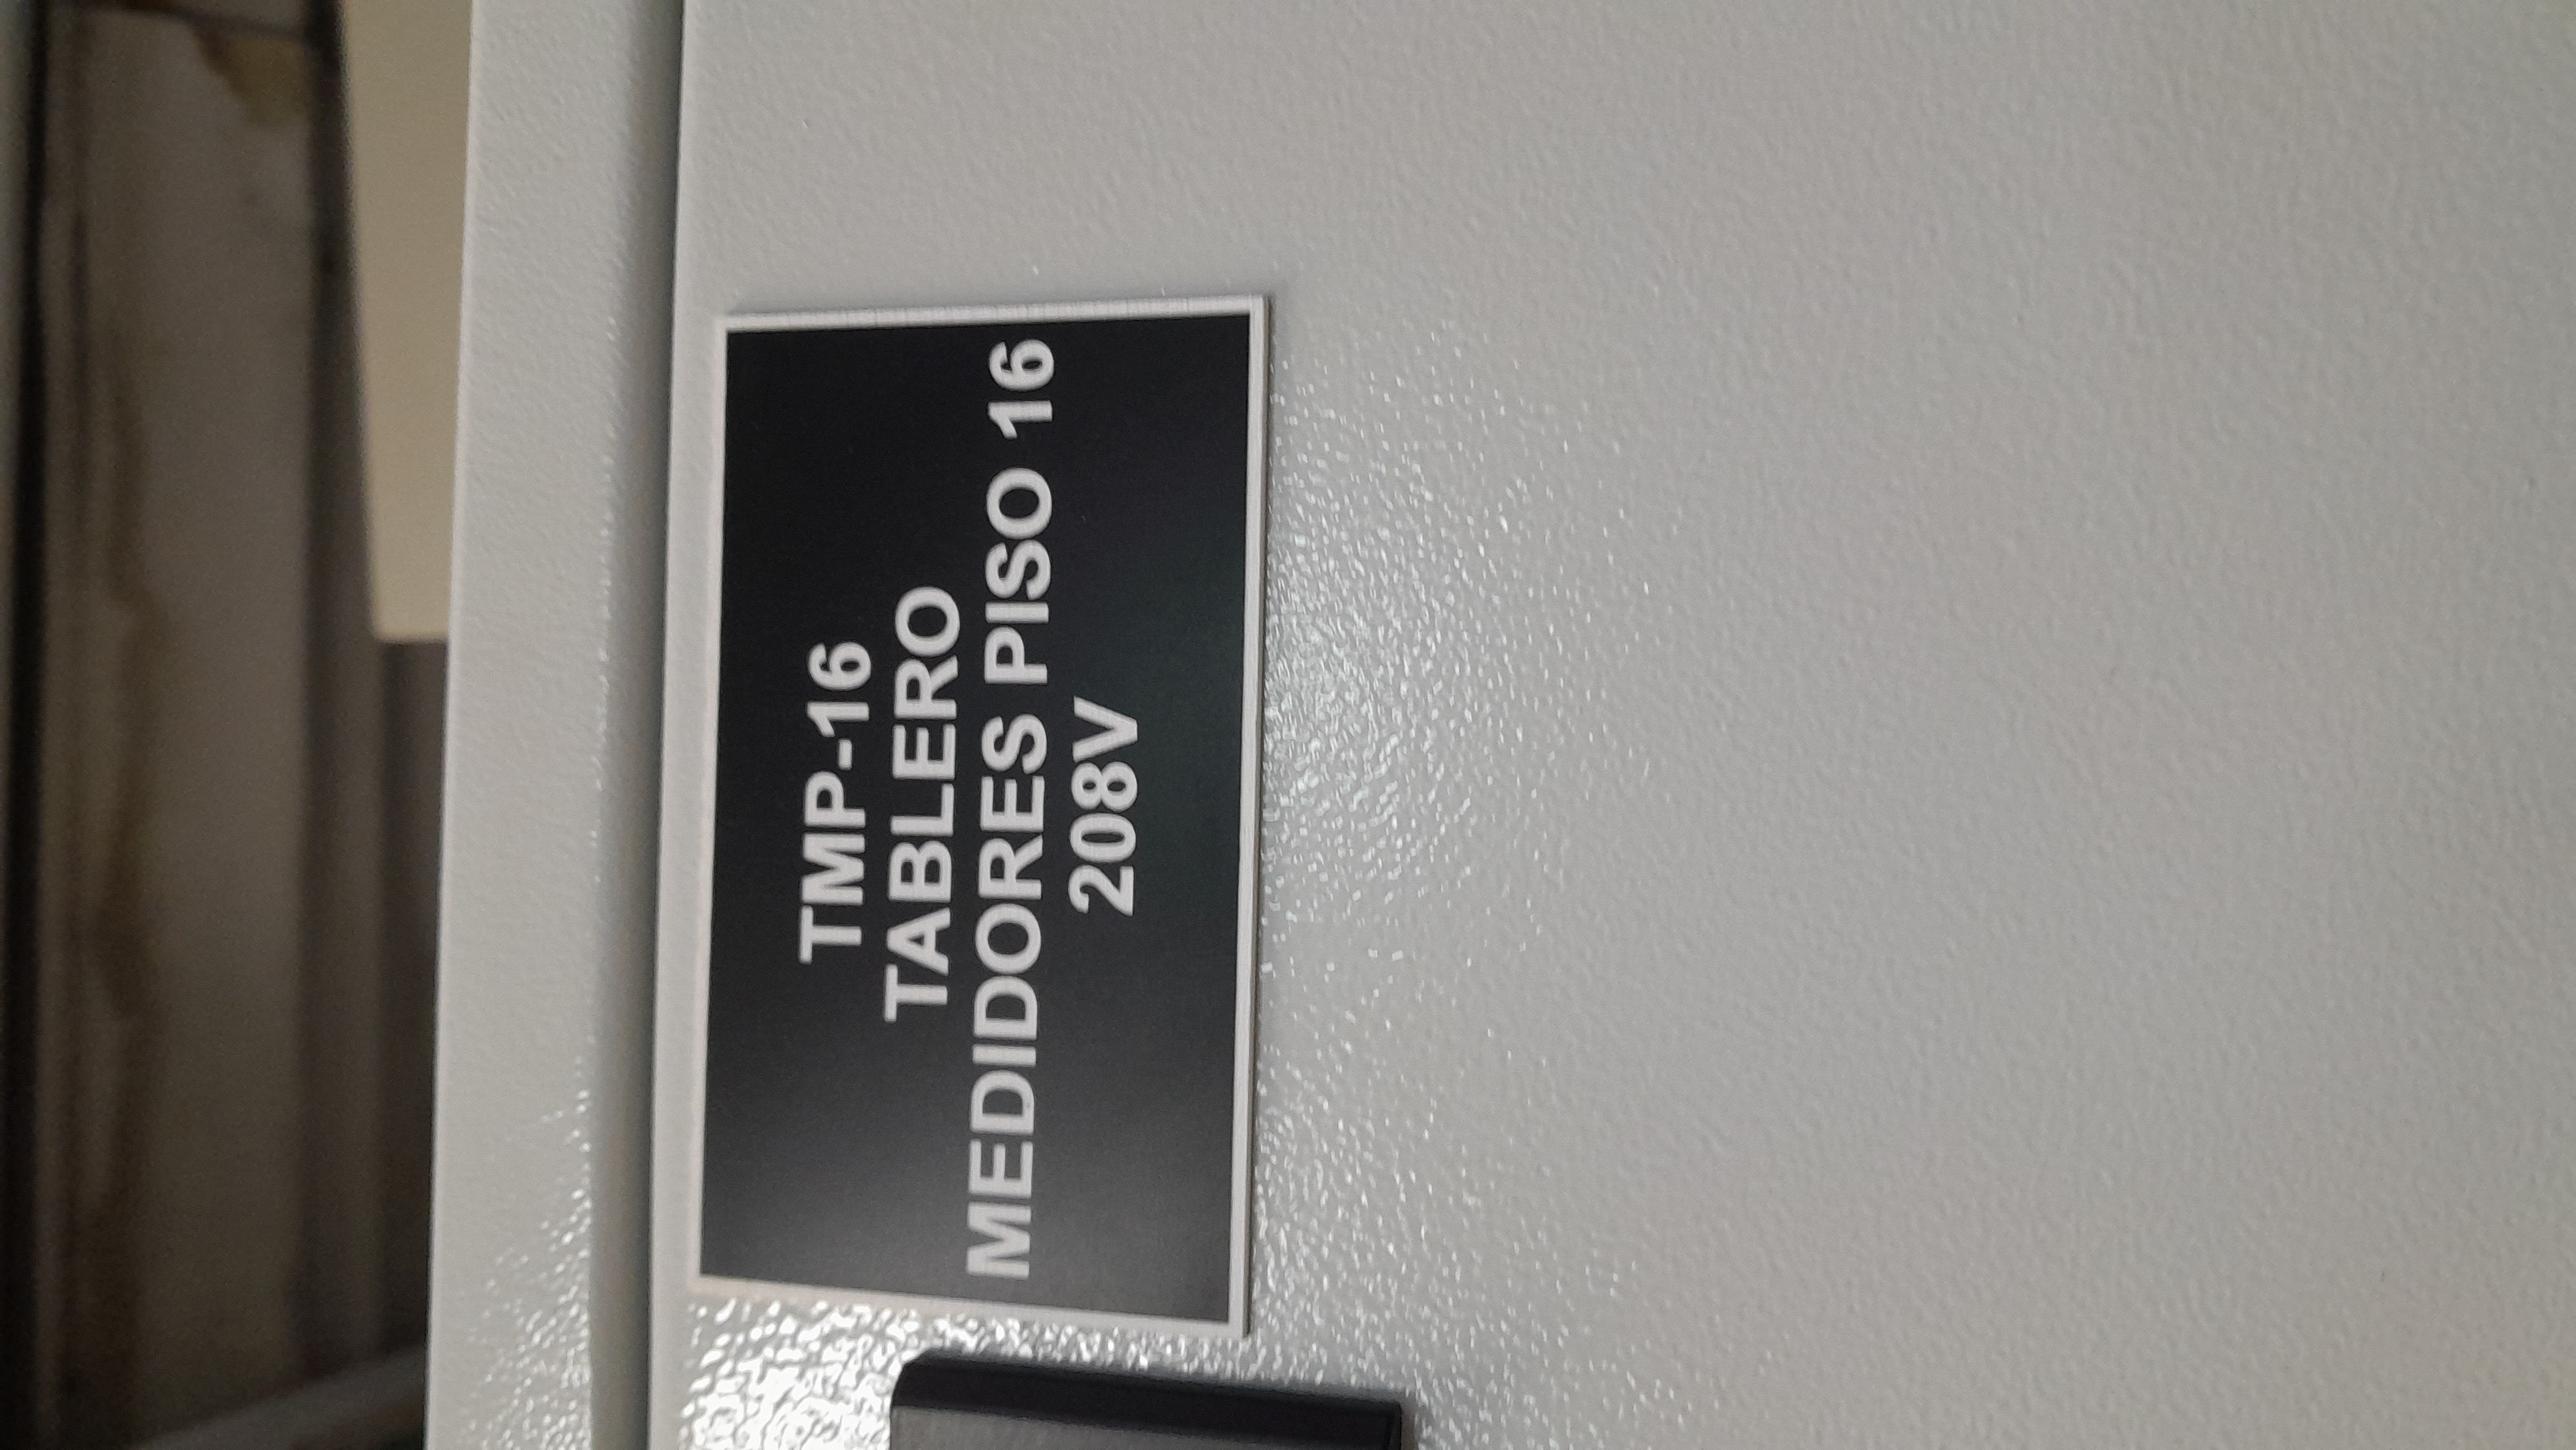 TMP-16
TABLERO
MEDIDORES PISO 16
208V